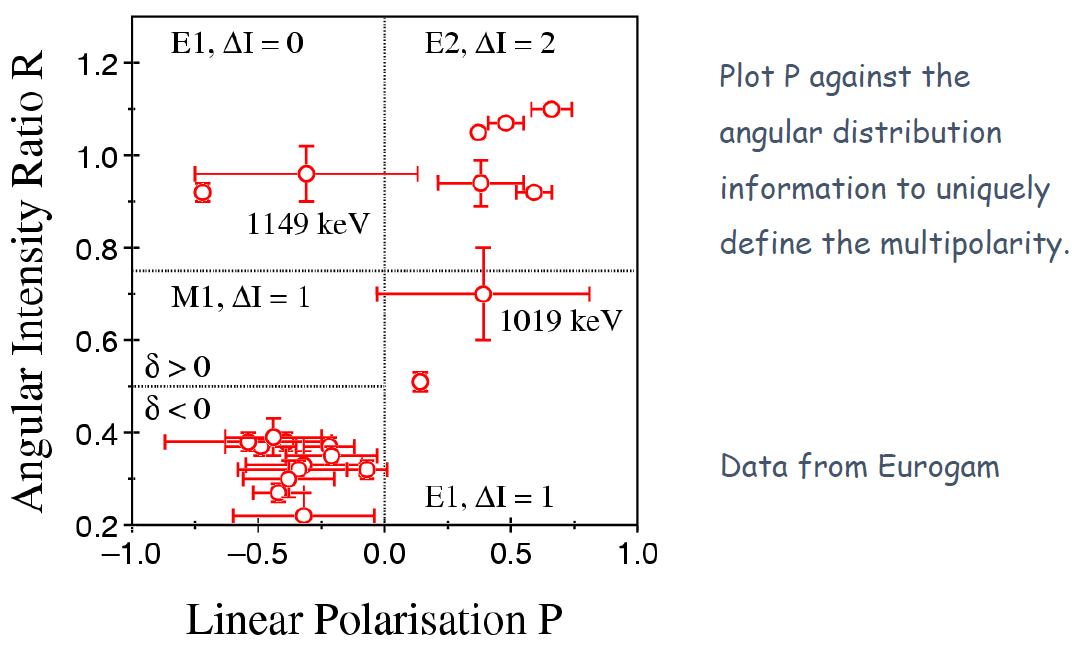 E1, ΔI = 0
E2, ΔI = 2
1149 keV
M1, ΔI = 1
1019 keV
δ > 0
δ < 0
E1, ΔI = 1
Angular Intensity Ratio R
1.2
1.0
0.8
0.6
0.4
0.2
−1.0 −0.5 0.0 0.5 1.0
Linear Polarisation P
Plot P against the
angular distribution
information to uniquely
define the multipolarity.
Data from Eurogam